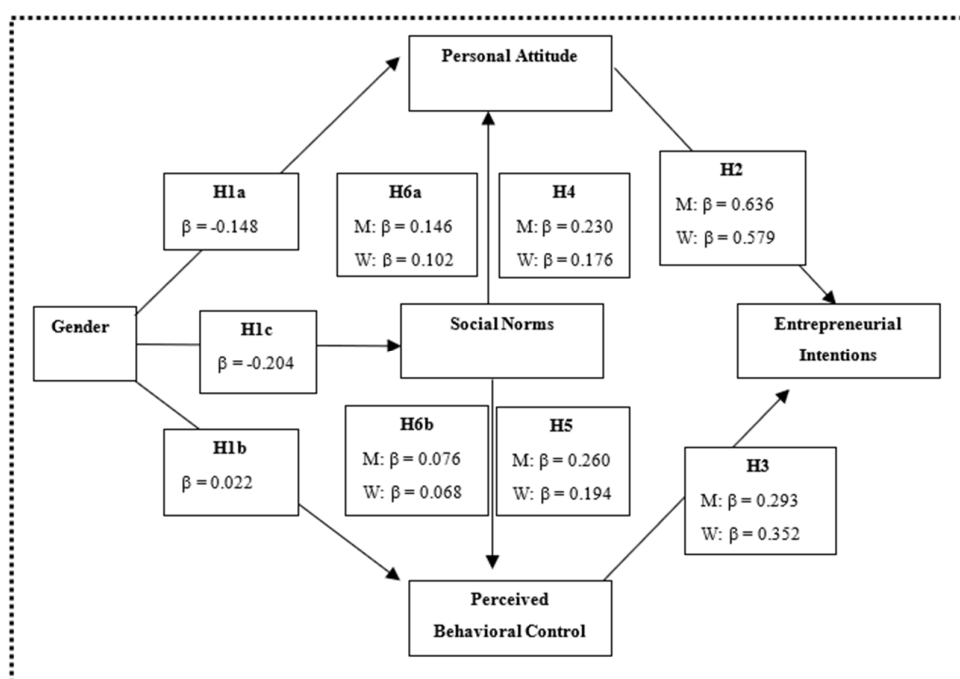 Personal Attitude
H1a
β = -0.148
H6a
M: β = 0.146
W: β = 0.102
H4
M: β = 0.230
W: β = 0.176
H2
M: β = 0.636
W: β = 0.579
Gender
H1c
β = -0.204
Social Norms
Entrepreneurial
Intentions
H1b
β = 0.022
H6b
M: β = 0.076
W: β = 0.068
H5
M: β = 0.260
W: β = 0.194
H3
M: β = 0.293
W: β = 0.352
Perceived
Behavioral Control